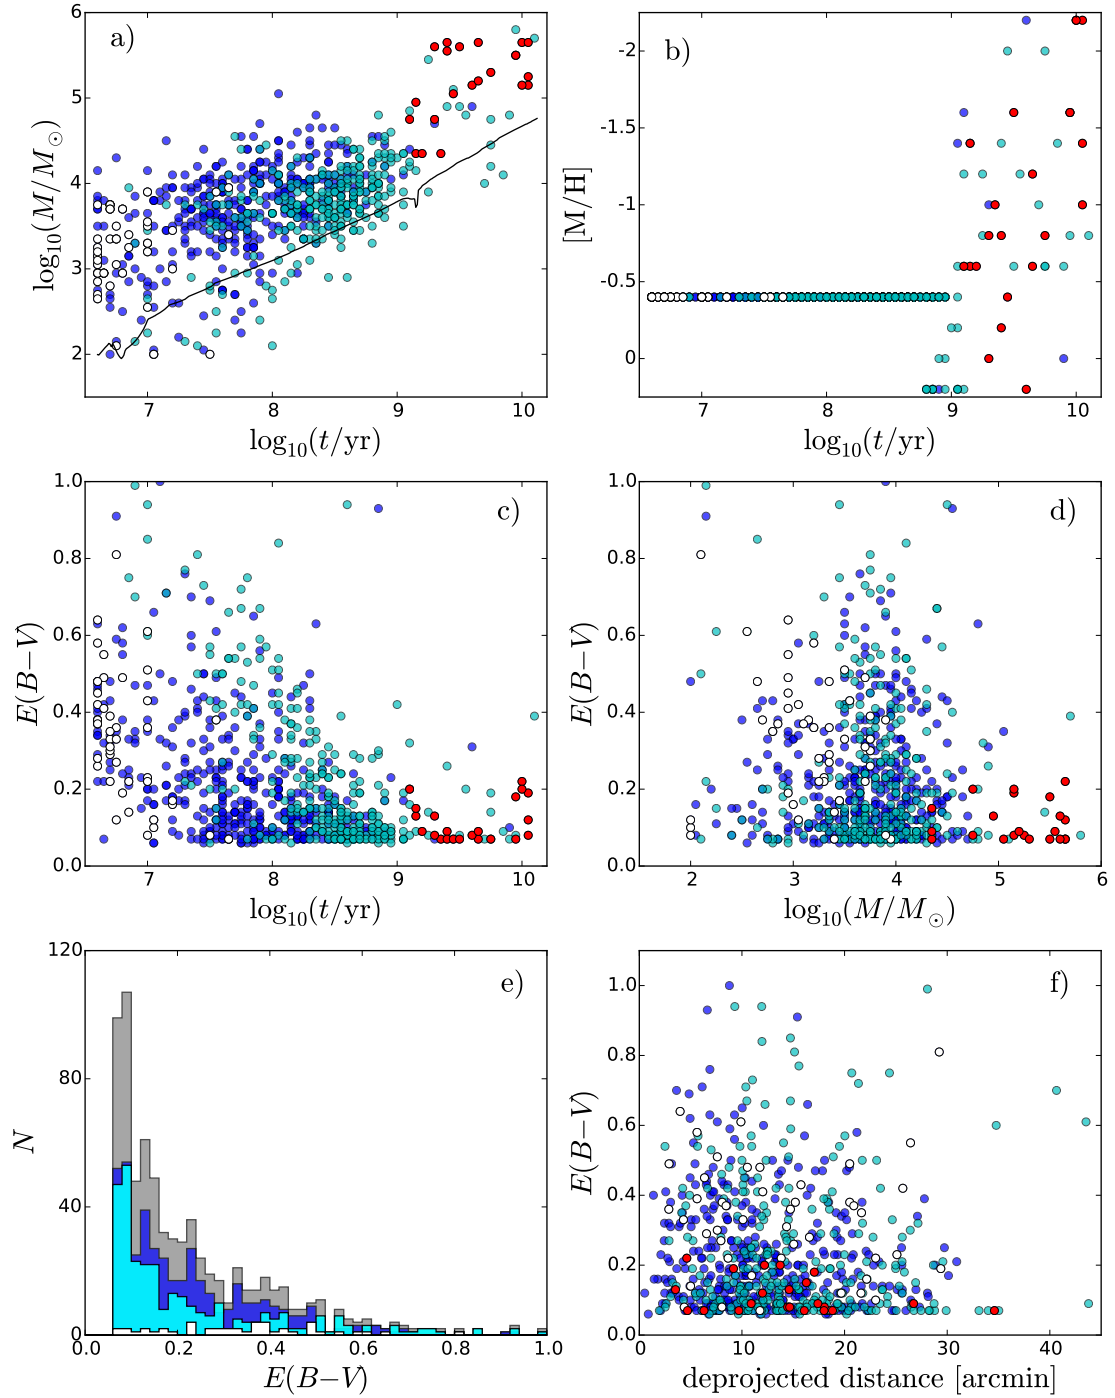 a)
6
5
4
3
2
log₁₀(M/M⊙)
7 8 9 10
log₁₀(t/yr)
b)
-2
-1.5
-1
-0.5
0
[M/H]
7 8 9 10
log₁₀(t/yr)
c)
1.0
0.8
0.6
0.4
0.2
0.0
E(B−V)
7 8 9 10
log₁₀(t/yr)
d)
1.0
0.8
0.6
0.4
0.2
0.0
E(B−V)
2 3 4 5 6
log₁₀(M/M⊙)
e)
120
80
40
0
N
0.0 0.2 0.4 0.6 0.8 1.0
E(B−V)
f)
1.0
0.8
0.6
0.4
0.2
0.0
E(B−V)
0 10 20 30 40
deprojected distance [arcmin]